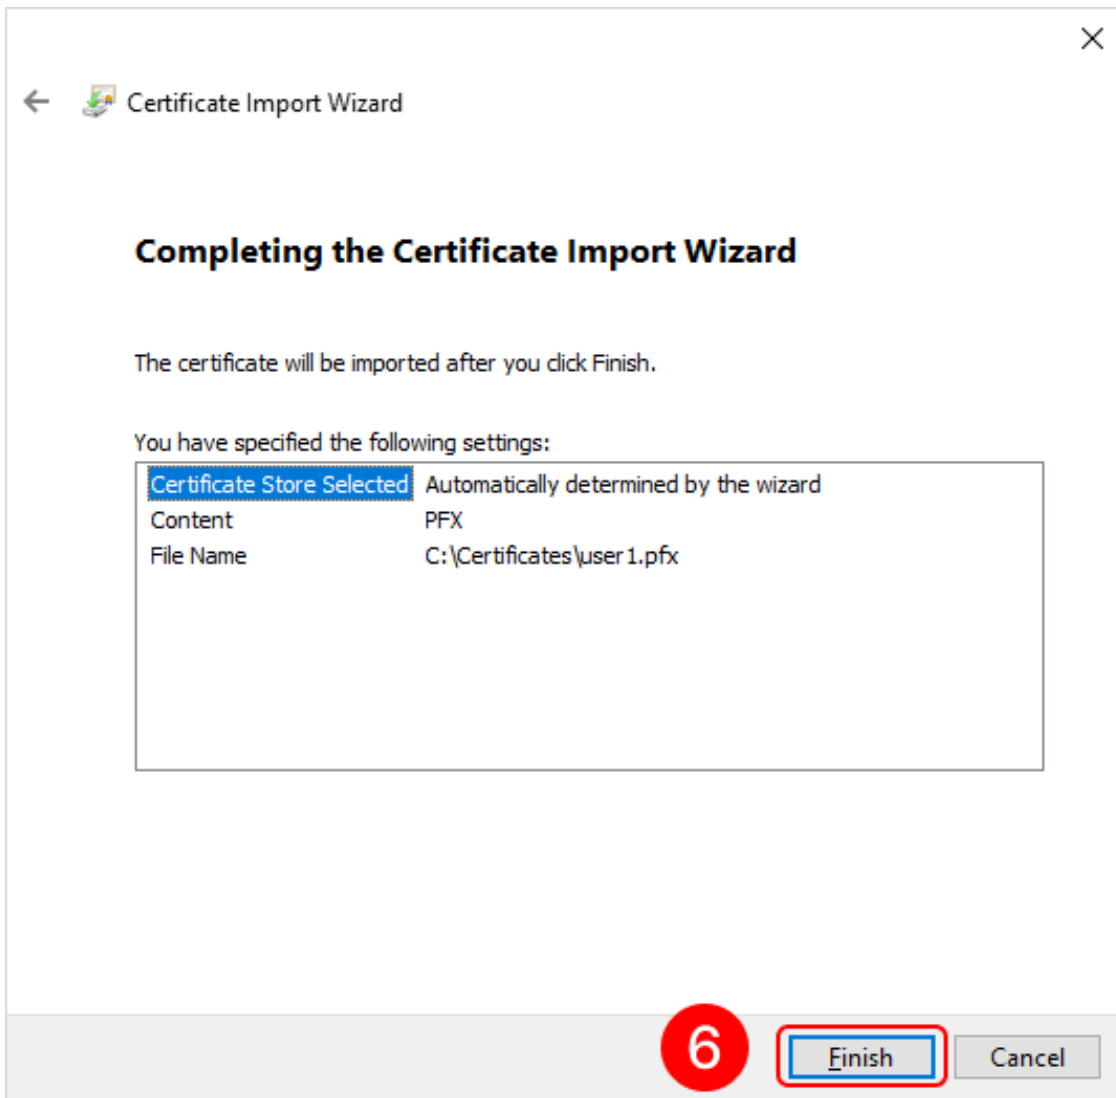 Certificate Import Wizard
Completing the Certificate Import Wizard
The certificate will be imported after you click Finish.
You have specified the following settings:
Certificate Store Selected Automatically determined by the wizard
Content PFX
File Name C:\Certificates\user1.pfx
6 Finish Cancel